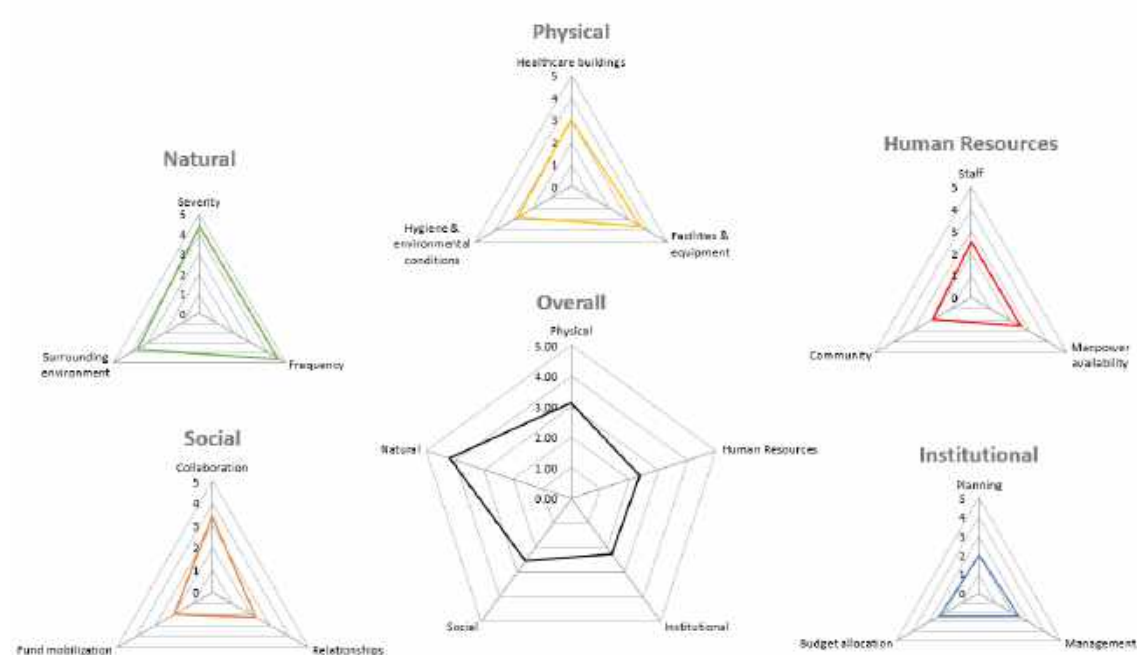 Physical
Healthcare buildings
5
4
3
2
1
0
Hygiene &
environmental
conditions
Facilities &
equipment
Natural
Severity
5
4
3
2
1
0
Surrounding
environment
Frequency
Human Resources
Staff
5
4
3
2
1
0
Community
Manpower
availability
Overall
Physical
5.00
4.00
3.00
2.00
1.00
0.00
Natural
Human Resources
Social
Institutional
Social
Collaboration
5
4
3
2
1
0
Fund mobilization
Relationships
Institutional
Planning
5
4
3
2
1
0
Budget allocation
Management